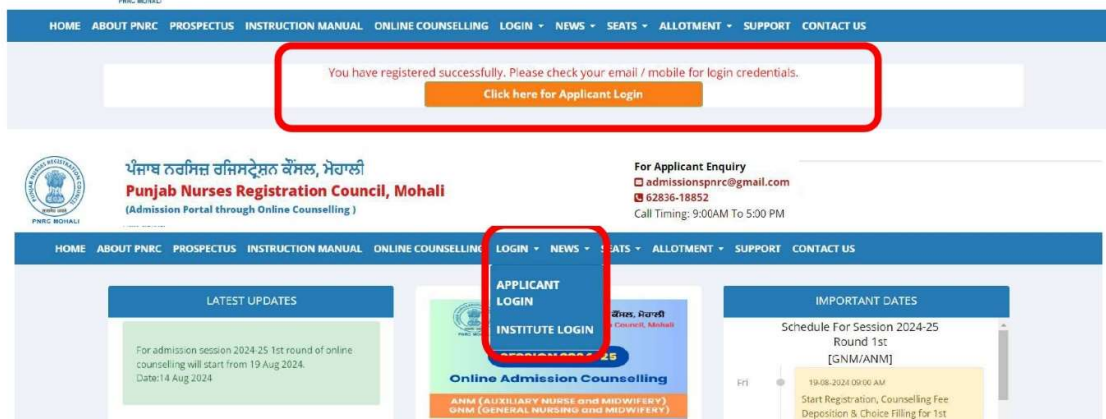 PNRC MOHALI
HOME ABOUT PNRC PROSPECTUS INSTRUCTION MANUAL ONLINE COUNSELLING LOGIN NEWS SEATS ALLOTMENT SUPPORT CONTACT US
You have registered successfully. Please check your email / mobile for login credentials.
Click here for Applicant Login
ਪੰਜਾਬ ਨਰਸਿਜ਼ ਰਜਿਸਟ੍ਰੇਸ਼ਨ ਕੌਂਸਲ, ਮੋਹਾਲੀ
Punjab Nurses Registration Council, Mohali
(Admission Portal through Online Counselling )
PNRC MOHALI
For Applicant Enquiry
admissionspnrc@gmail.com
62836-18852
Call Timing: 9:00AM To 5:00 PM
HOME ABOUT PNRC PROSPECTUS INSTRUCTION MANUAL ONLINE COUNSELLING LOGIN NEWS SEATS ALLOTMENT SUPPORT CONTACT US
APPLICANT
LOGIN
INSTITUTE LOGIN
LATEST UPDATES
For admission session 2024-25 1st round of online
counselling will start from 19 Aug 2024.
Date:14 Aug 2024
ਕੌਂਸਲ, ਮੋਹਾਲੀ
Council, Mohali
Online Admission Counselling
ANM (AUXILIARY NURSE and MIDWIFERY)
GNM (GENERAL NURSING and MIDWIFERY)
IMPORTANT DATES
Schedule For Session 2024-25
Round 1st
[GNM/ANM]
Fri
19-08-2024 09:00 AM
Start Registration, Counselling Fee
Deposition & Choice Filling for 1st